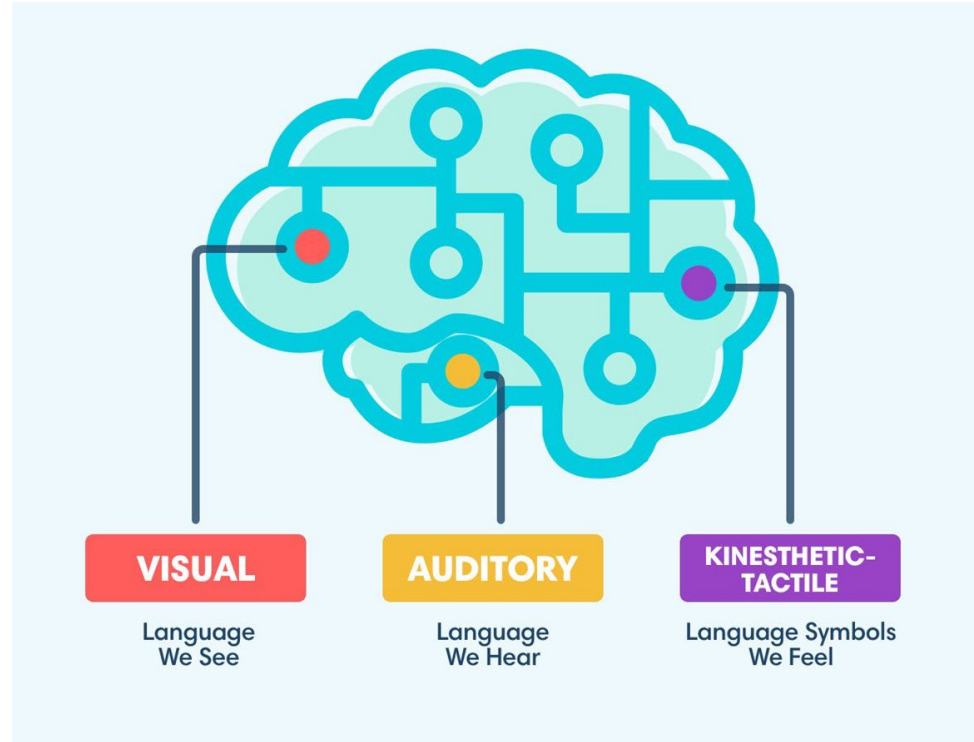 VISUAL
Language
We See
AUDITORY
Language
We Hear
KINESTHETIC-
TACTILE
Language Symbols
We Feel